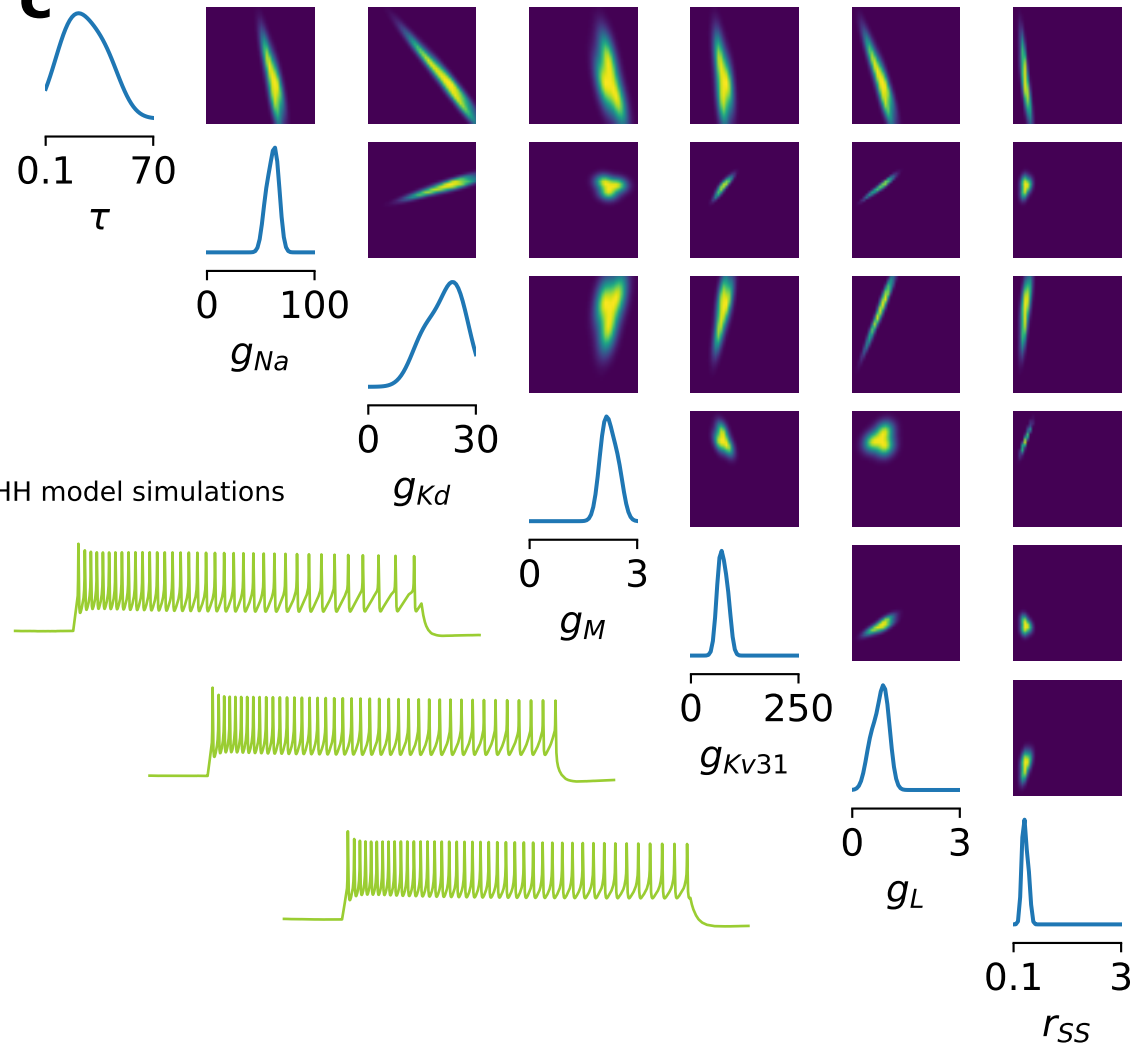 c
0.1 70
τ
0 100
g_Na
0 30
g_Kd
HH model simulations
0 3
g_M
0 250
g_Kv31
0 3
g_L
0.1 3
r_SS